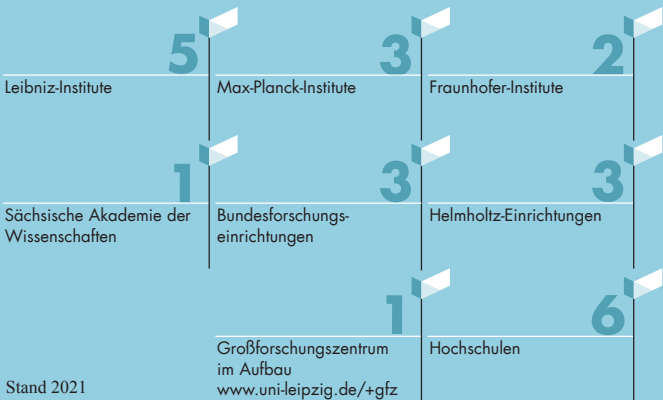 5
Leibniz-Institute
3
Max-Planck-Institute
2
Fraunhofer-Institute
1
Sächsische Akademie der
Wissenschaften
3
Bundesforschungs-
einrichtungen
3
Helmholtz-Einrichtungen
1
Großforschungszentrum
im Aufbau
www.uni-leipzig.de/+gfz
6
Hochschulen
Stand 2021